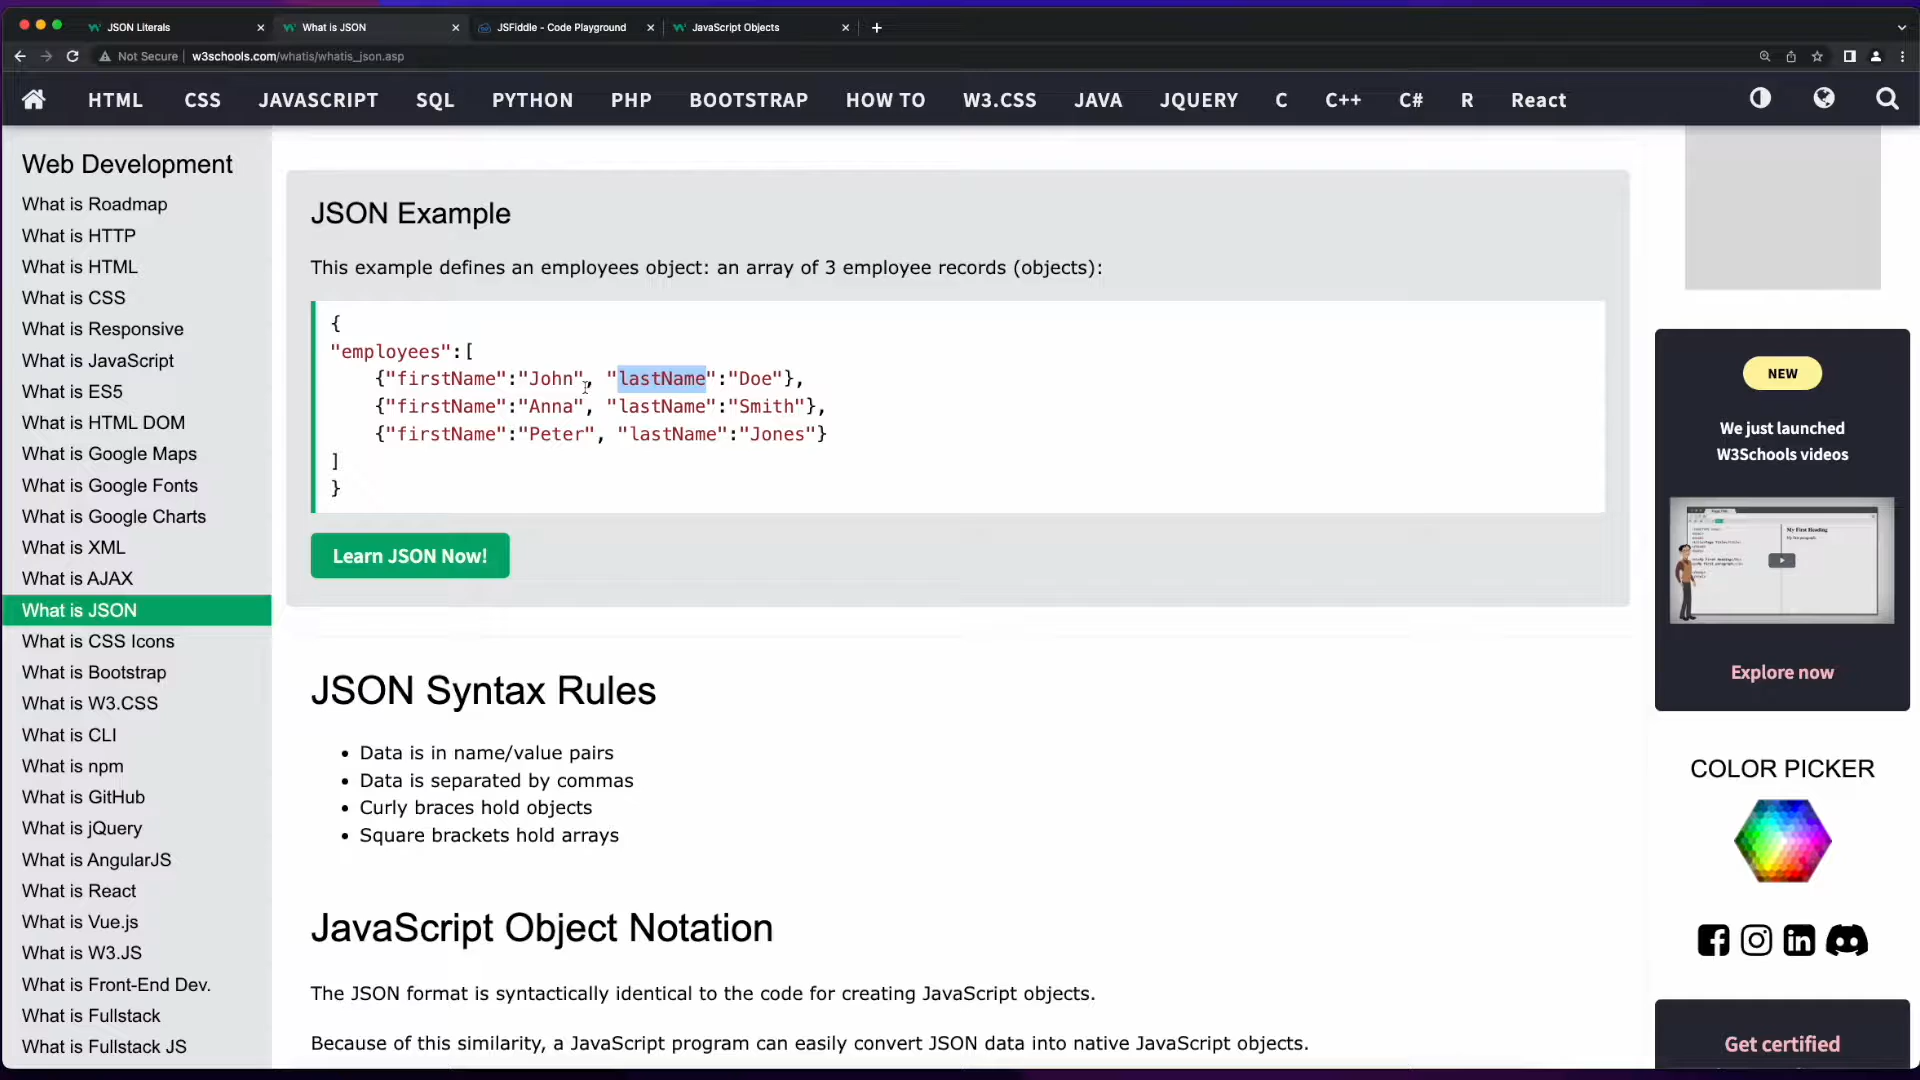 JSON Literals
What is JSON
JSFiddle - Code Playground
JavaScript Objects
Not Secure
w3schools.com/whatis/whatis_json.asp
HTML
CSS
JAVASCRIPT
SQL
PYTHON
PHP
BOOTSTRAP
HOW TO
W3.CSS
JAVA
JQUERY
C
C++
C#
R
React
Web Development
What is Roadmap
What is HTTP
What is HTML
What is CSS
What is Responsive
What is JavaScript
What is ES5
What is HTML DOM
What is Google Maps
What is Google Fonts
What is Google Charts
What is XML
What is AJAX
What is JSON
What is CSS Icons
What is Bootstrap
What is W3.CSS
What is CLI
What is npm
What is GitHub
What is jQuery
What is AngularJS
What is React
What is Vue.js
What is W3.JS
What is Front-End Dev.
What is Fullstack
What is Fullstack JS
JSON Example
This example defines an employees object: an array of 3 employee records (objects):
{
"employees":[
{"firstName":"John", "lastName":"Doe"},
{"firstName":"Anna", "lastName":"Smith"},
{"firstName":"Peter", "lastName":"Jones"}
]
}
Learn JSON Now!
JSON Syntax Rules
• Data is in name/value pairs
• Data is separated by commas
• Curly braces hold objects
• Square brackets hold arrays
JavaScript Object Notation
The JSON format is syntactically identical to the code for creating JavaScript objects.
Because of this similarity, a JavaScript program can easily convert JSON data into native JavaScript objects.
NEW
We just launched
W3Schools videos
My First Heading
Explore now
COLOR PICKER
Get certified